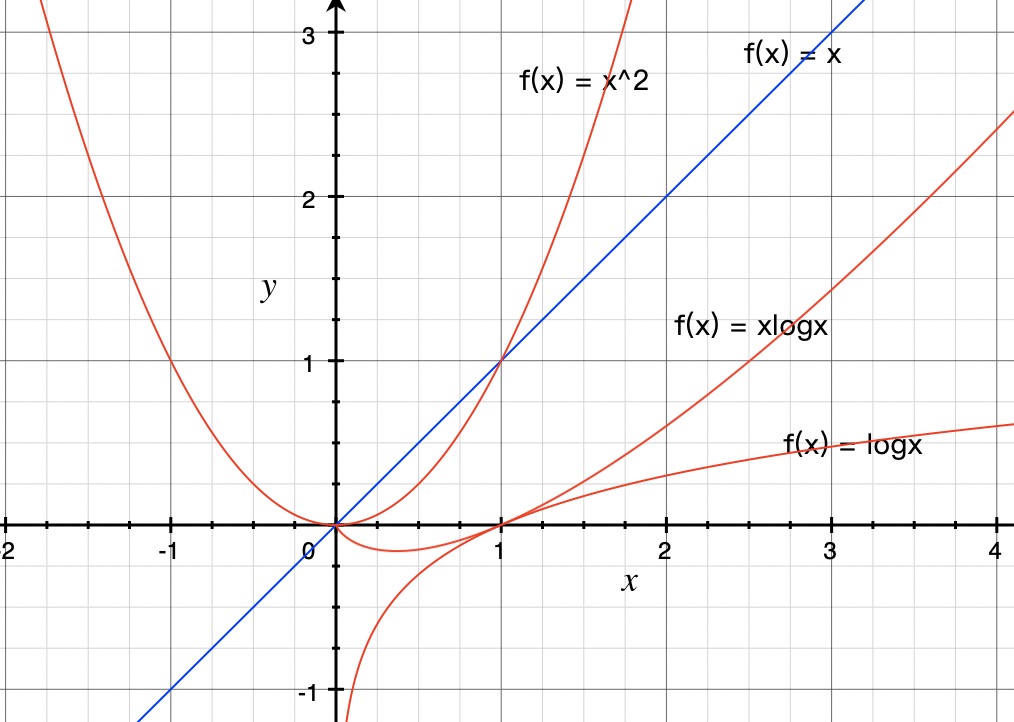 3
f(x) = x
f(x) = x^2
2
y
f(x) = xlogx
1
f(x) = logx
-2 -1 0 1 2 3 4
x
-1